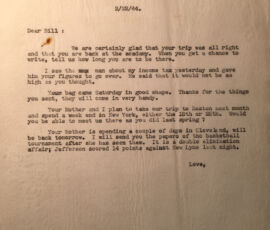 2/22/44.
Dear Bill:
We are certainly glad that your trip was all right
and that you are back at the academy. When you get a chance to
write, tell us how long you are to be there.
I saw the man about my income tax yesterday and gave
him your figures to go over. He said that it would not be as
high as you thought.
Your bag came Saturday in good shape. Thanks for the things
you sent, they will come in very handy.
Your Mother and I plan to take our trip to Boston next month
and spend a week end in New York, either the 18th or 25th. Would
you be able to meet us there as you did last spring?
Your Mother is spending a couple of days in Cleveland, will
be back tomorrow. I will send you the papers of the basketball
tournament after she has seen them. It is a double elimination
affair; Jefferson scored 14 points against New Lyme last night.
Love,